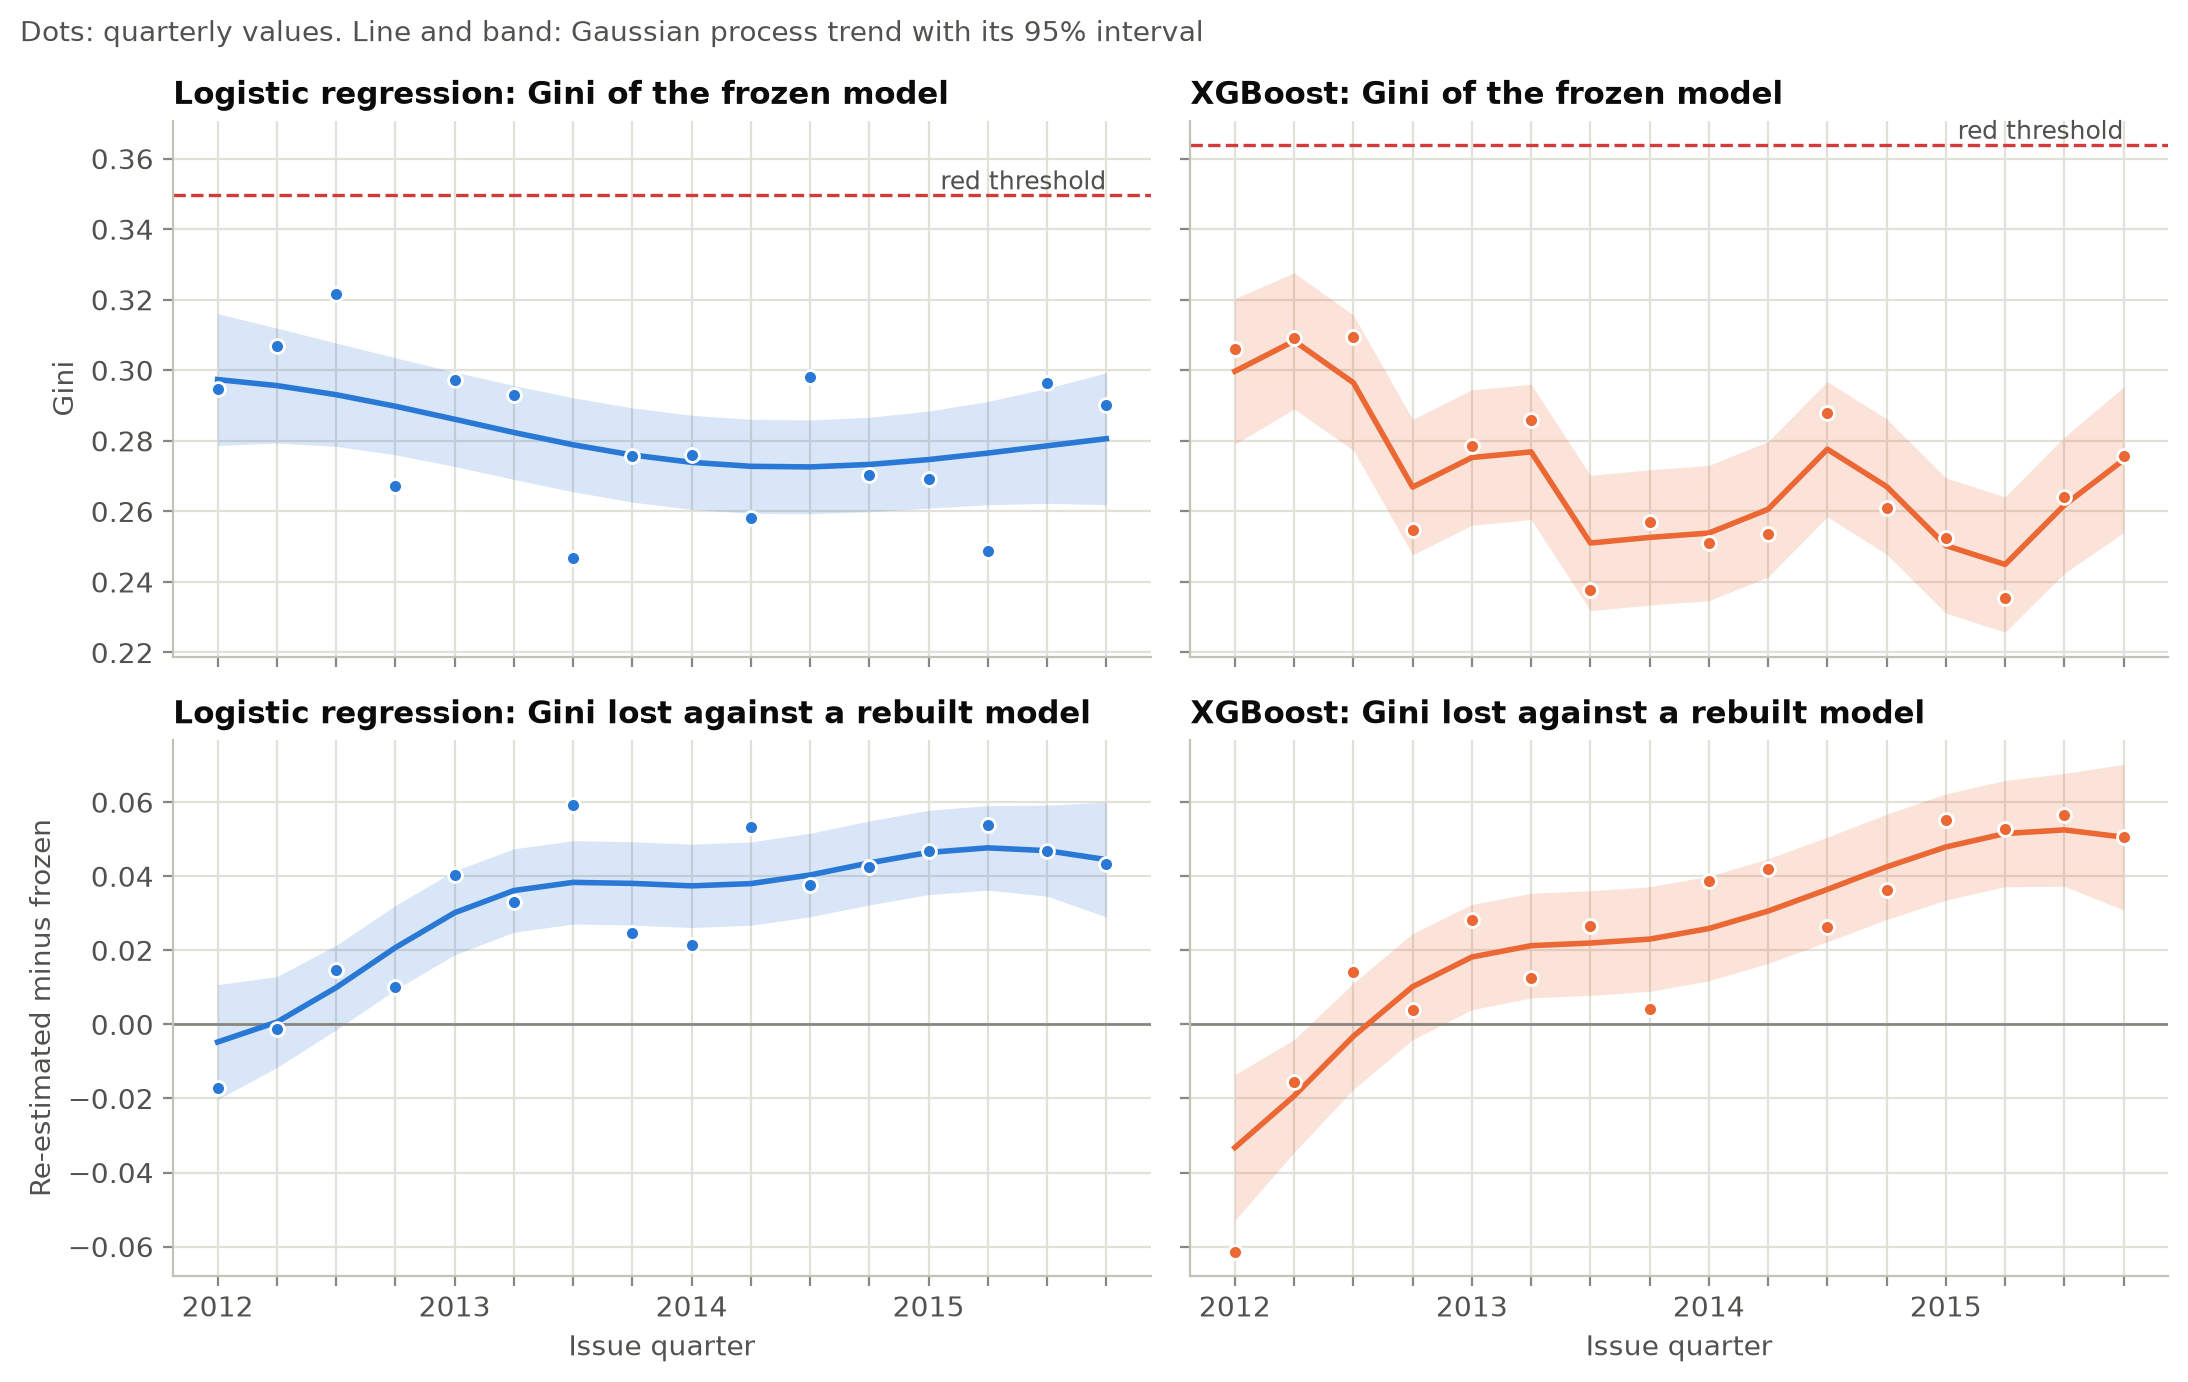 Dots: quarterly values. Line and band: Gaussian process trend with its 95% interval
Logistic regression: Gini of the frozen model
XGBoost: Gini of the frozen model
red threshold
red threshold
0.36
0.34
0.32
0.30
0.28
0.26
0.24
0.22
Gini
Logistic regression: Gini lost against a rebuilt model
XGBoost: Gini lost against a rebuilt model
0.06
0.04
0.02
0.00
−0.02
−0.04
−0.06
Re-estimated minus frozen
2012 2013 2014 2015
2012 2013 2014 2015
Issue quarter
Issue quarter